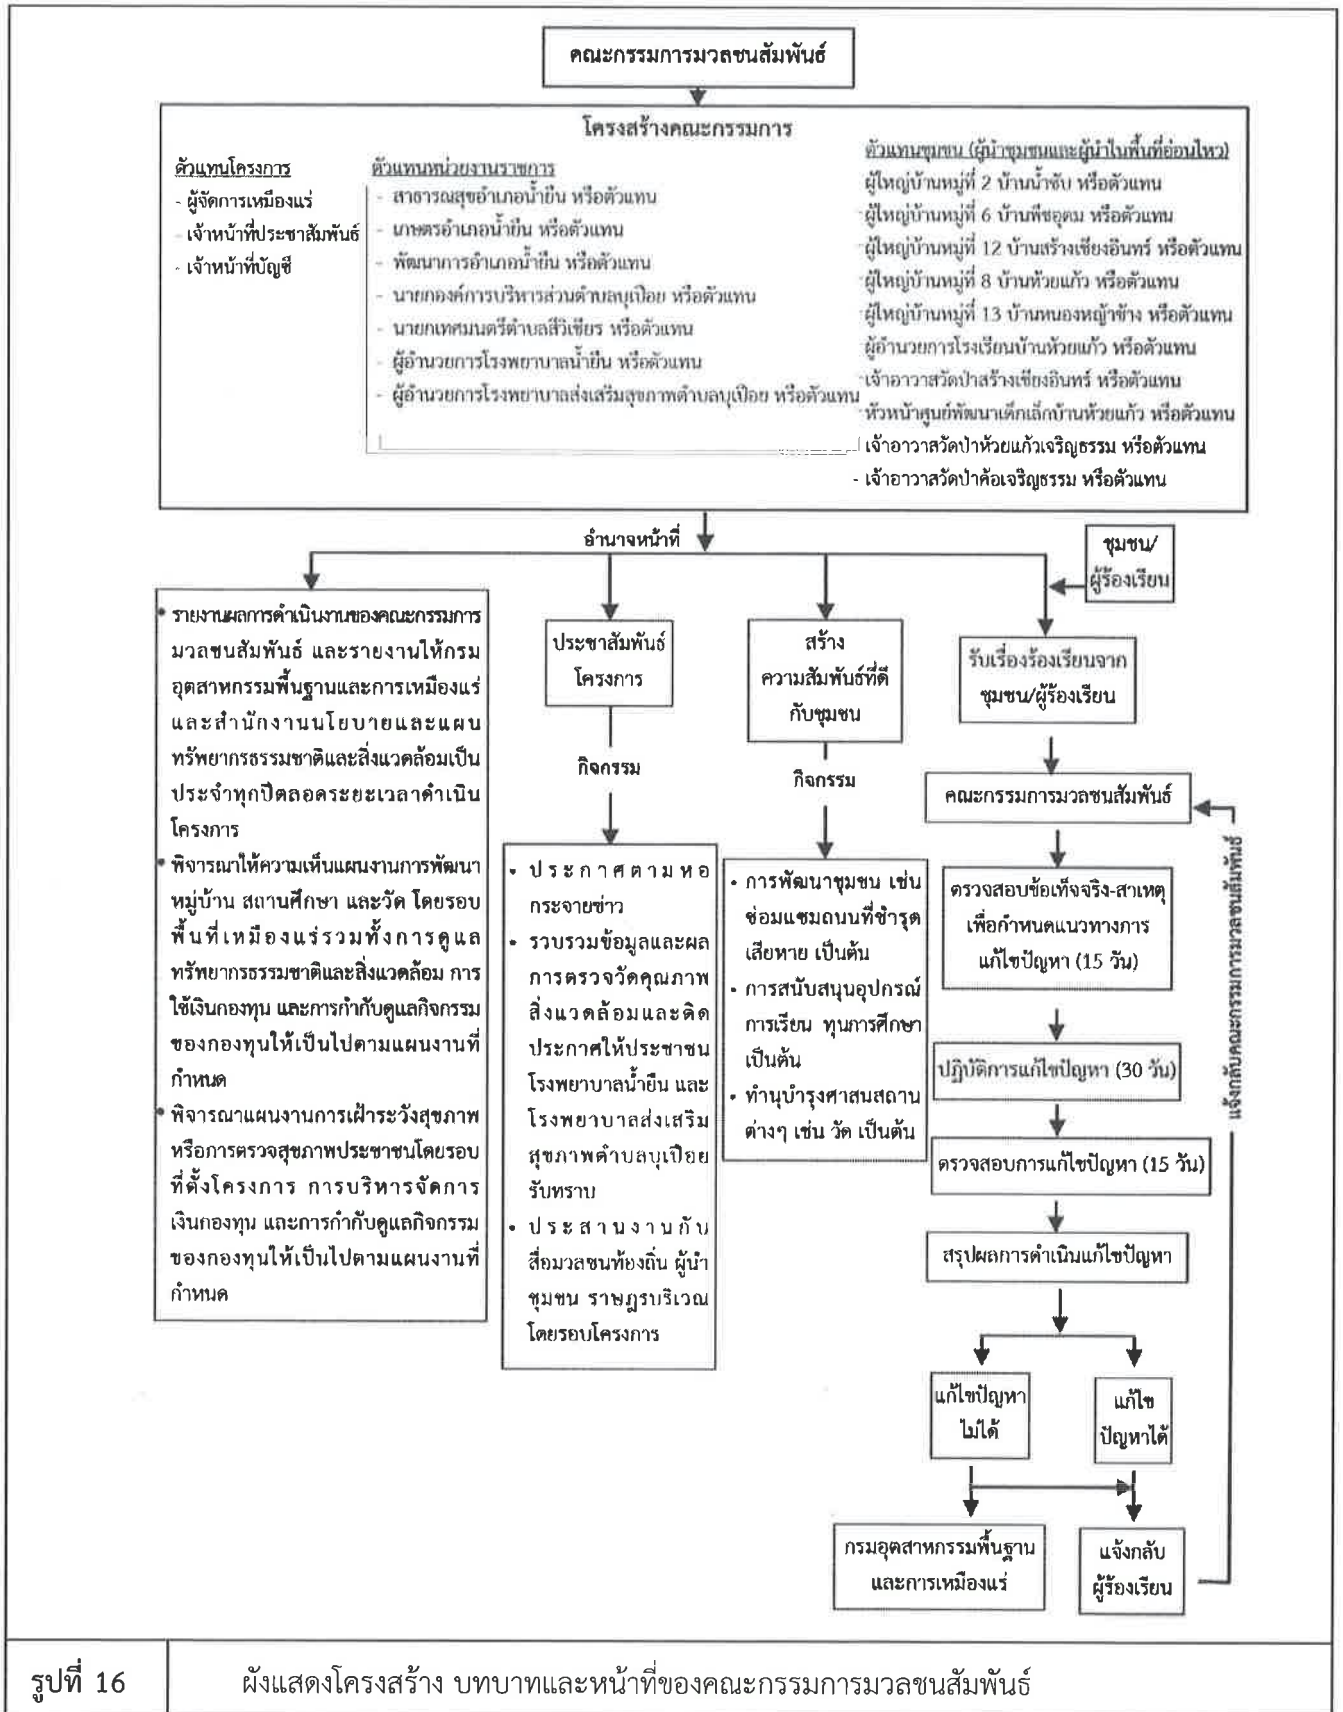 คณะกรรมการมวลชนสัมพันธ์
โครงสร้างคณะกรรมการ
ตัวแทนโครงการ
- ผู้จัดการเหมืองแร่
- เจ้าหน้าที่ประชาสัมพันธ์
- เจ้าหน้าที่บัญชี
ตัวแทนหน่วยงานราชการ
- สาธารณสุขอำเภอน้ำยืน หรือตัวแทน
- เกษตรอำเภอน้ำยืน หรือตัวแทน
- พัฒนาการอำเภอน้ำยืน หรือตัวแทน
- นายกองค์การบริหารส่วนตำบลบุเปือย หรือตัวแทน
- นายกเทศมนตรีตำบลสีวิเชียร หรือตัวแทน
- ผู้อำนวยการโรงพยาบาลน้ำยืน หรือตัวแทน
- ผู้อำนวยการโรงพยาบาลส่งเสริมสุขภาพตำบลบุเปือย หรือตัวแทน
ตัวแทนชุมชน (ผู้นำชุมชนและผู้นำในพื้นที่อ่อนไหว)
ผู้ใหญ่บ้านหมู่ที่ 2 บ้านน้ำซับ หรือตัวแทน
ผู้ใหญ่บ้านหมู่ที่ 6 บ้านพืชอุดม หรือตัวแทน
ผู้ใหญ่บ้านหมู่ที่ 12 บ้านสร้างเชียงอินทร์ หรือตัวแทน
ผู้ใหญ่บ้านหมู่ที่ 8 บ้านห้วยแก้ว หรือตัวแทน
ผู้ใหญ่บ้านหมู่ที่ 13 บ้านหนองหญ้าข้าง หรือตัวแทน
ผู้อำนวยการโรงเรียนบ้านห้วยแก้ว หรือตัวแทน
เจ้าอาวาสวัดป่าสร้างเชียงอินทร์ หรือตัวแทน
หัวหน้าศูนย์พัฒนาเด็กเล็กบ้านห้วยแก้ว หรือตัวแทน
เจ้าอาวาสวัดป่าห้วยแก้วเจริญธรรม หรือตัวแทน
- เจ้าอาวาสวัดป่าค้อเจริญธรรม หรือตัวแทน
อำนาจหน้าที่
ชุมชน/
ผู้ร้องเรียน
• รายงานผลการดำเนินงานของคณะกรรมการ
มวลชนสัมพันธ์ และรายงานให้กรม
อุตสาหกรรมพื้นฐานและการเหมืองแร่
และสำนักงานนโยบายและแผน
ทรัพยากรธรรมชาติและสิ่งแวดล้อมเป็น
ประจำทุกปีตลอดระยะเวลาดำเนิน
โครงการ
• พิจารณาให้ความเห็นแผนงานการพัฒนา
หมู่บ้าน สถานศึกษา และวัด โดยรอบ
พื้นที่เหมืองแร่รวมทั้งการดูแล
ทรัพยากรธรรมชาติและสิ่งแวดล้อม การ
ใช้เงินกองทุน และการกำกับดูแลกิจกรรม
ของกองทุนให้เป็นไปตามแผนงานที่
กำหนด
• พิจารณาแผนงานการเฝ้าระวังสุขภาพ
หรือการตรวจสุขภาพประชาชนโดยรอบ
ที่ตั้งโครงการ การบริหารจัดการ
เงินกองทุน และการกำกับดูแลกิจกรรม
ของกองทุนให้เป็นไปตามแผนงานที่
กำหนด
ประชาสัมพันธ์
โครงการ
กิจกรรม
• ประกาศตามหอ
กระจายข่าว
• รวบรวมข้อมูลและผล
การตรวจวัดคุณภาพ
สิ่งแวดล้อมและติด
ประกาศให้ประชาชน
โรงพยาบาลน้ำยืน และ
โรงพยาบาลส่งเสริม
สุขภาพตำบลบุเปือย
รับทราบ
• ประสานงานกับ
สื่อมวลชนท้องถิ่น ผู้นำ
ชุมชน ราษฎรบริเวณ
โดยรอบโครงการ
สร้าง
ความสัมพันธ์ที่ดี
กับชุมชน
กิจกรรม
• การพัฒนาชุมชน เช่น
ซ่อมแซมถนนที่ชำรุด
เสียหาย เป็นต้น
• การสนับสนุนอุปกรณ์
การเรียน ทุนการศึกษา
เป็นต้น
• ทำนุบำรุงศาสนสถาน
ต่างๆ เช่น วัด เป็นต้น
รับเรื่องร้องเรียนจาก
ชุมชน/ผู้ร้องเรียน
คณะกรรมการมวลชนสัมพันธ์
ตรวจสอบข้อเท็จจริง-สาเหตุ
เพื่อกำหนดแนวทางการ
แก้ไขปัญหา (15 วัน)
ปฏิบัติการแก้ไขปัญหา (30 วัน)
ตรวจสอบการแก้ไขปัญหา (15 วัน)
สรุปผลการดำเนินแก้ไขปัญหา
แก้ไขปัญหา
ไม่ได้
แก้ไข
ปัญหาได้
กรมอุตสาหกรรมพื้นฐาน
และการเหมืองแร่
แจ้งกลับ
ผู้ร้องเรียน
แจ้งกลับคณะกรรมการมวลชนสัมพันธ์
รูปที่ 16
ผังแสดงโครงสร้าง บทบาทและหน้าที่ของคณะกรรมการมวลชนสัมพันธ์